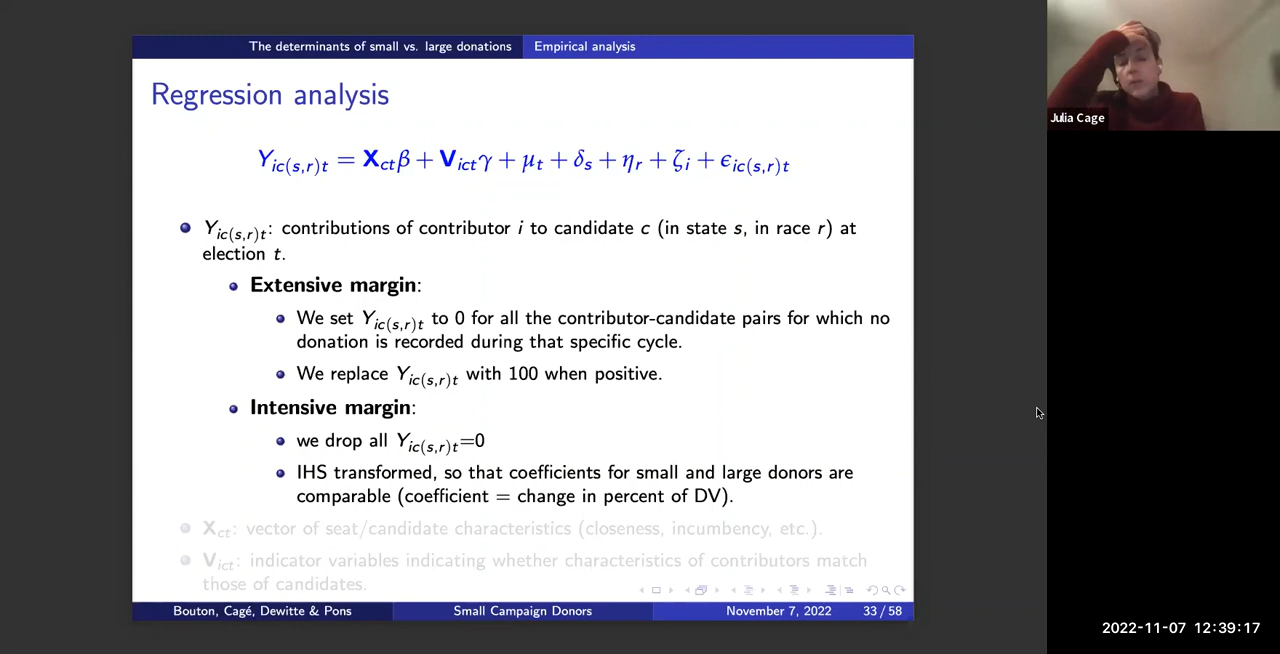 The determinants of small vs. large donations Empirical analysis
Regression analysis
Y_{ic(s,r)t} = X_{ct}β + V_{ict}γ + μ_t + δ_s + η_r + ζ_i + ϵ_{ic(s,r)t}
Y_{ic(s,r)t}: contributions of contributor i to candidate c (in state s, in race r) at
election t.
Extensive margin:
We set Y_{ic(s,r)t} to 0 for all the contributor-candidate pairs for which no
donation is recorded during that specific cycle.
We replace Y_{ic(s,r)t} with 100 when positive.
Intensive margin:
we drop all Y_{ic(s,r)t}=0
IHS transformed, so that coefficients for small and large donors are
comparable (coefficient = change in percent of DV).
X_{ct}: vector of seat/candidate characteristics (closeness, incumbency, etc.).
V_{ict}: indicator variables indicating whether characteristics of contributors match
those of candidates.
Bouton, Cagé, Dewitte & Pons Small Campaign Donors November 7, 2022 33 / 58
Julia Cage
2022-11-07 12:39:17